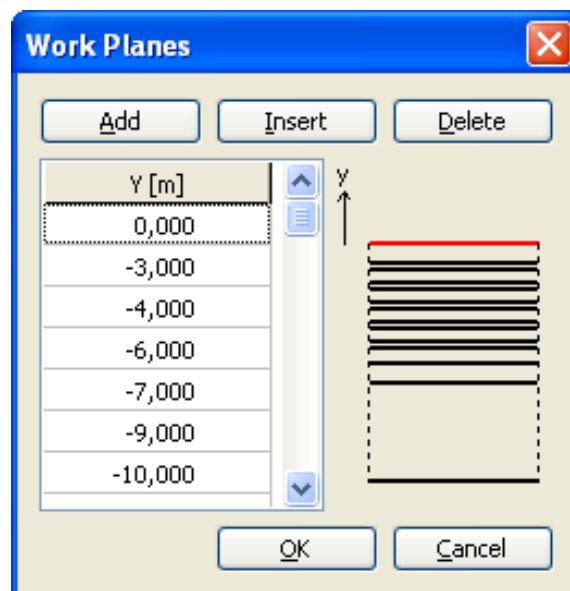 Work Planes
Add Insert Delete
Y [m]
y
0,000
-3,000
-4,000
-6,000
-7,000
-9,000
-10,000
OK Cancel